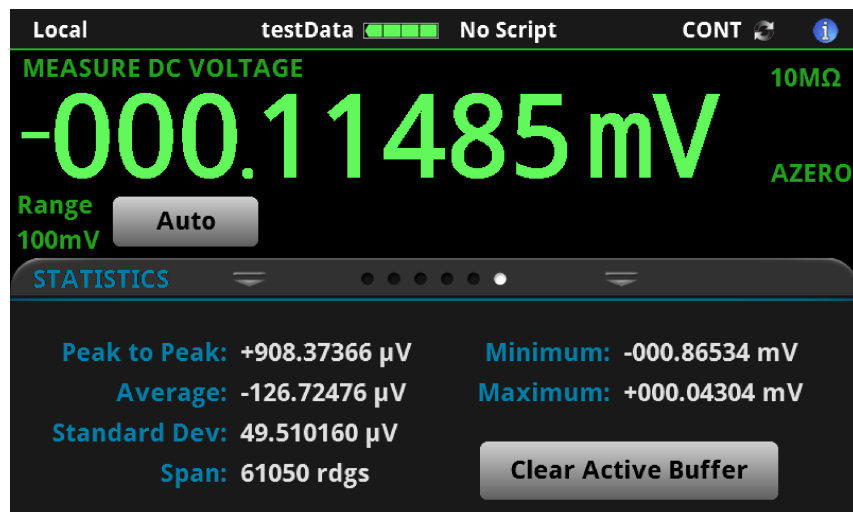 Local testData No Script CONT i
MEASURE DC VOLTAGE
10MΩ
-000.11485 mV
AZERO
Range
100mV
Auto
STATISTICS
Peak to Peak: +908.37366 µV
Minimum: -000.86534 mV
Average: -126.72476 µV
Maximum: +000.04304 mV
Standard Dev: 49.510160 µV
Span: 61050 rdgs
Clear Active Buffer